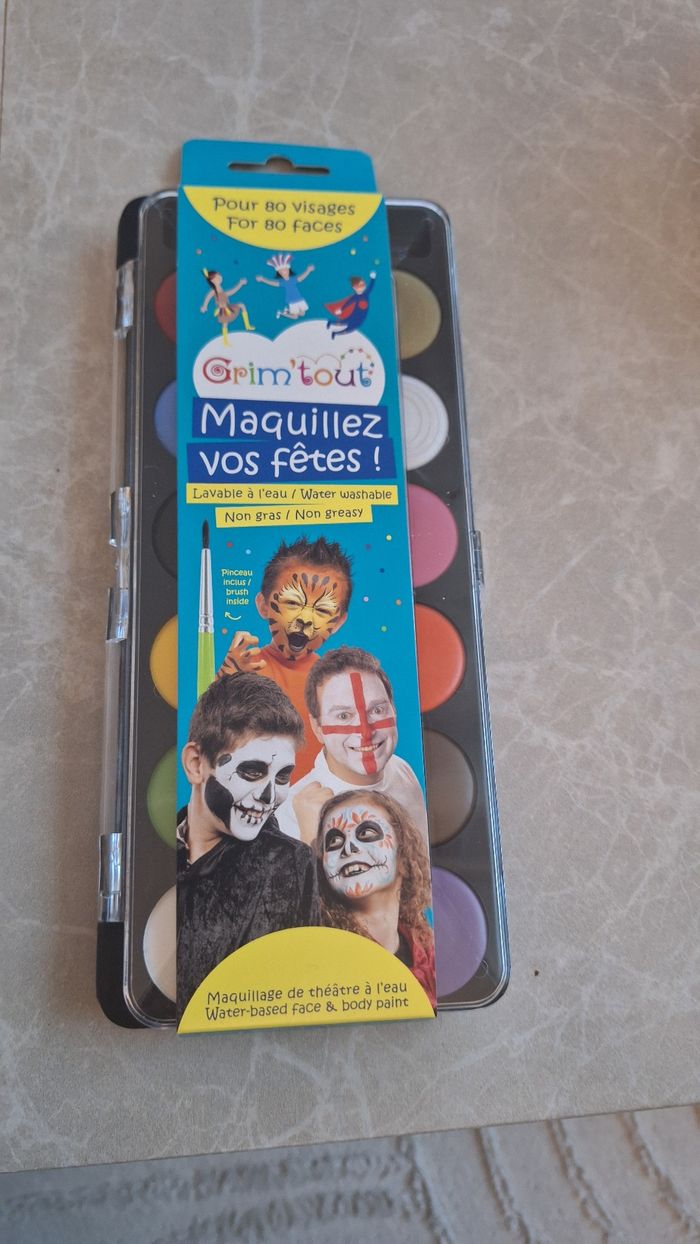 Pour 80 visages
For 80 faces
Grim'tout
Maquillez
vos fêtes !
Lavable à l'eau / Water washable
Non gras / Non greasy
Pinceau
inclus /
brush
inside
Maquillage de théâtre à l'eau
Water-based face & body paint